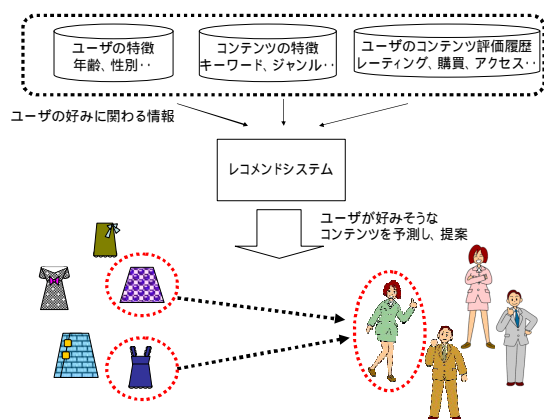 ユーザの特徴
年齢、性別‥
コンテンツの特徴
キーワード、ジャンル‥
ユーザのコンテンツ評価履歴
レーティング、購買、アクセス‥
ユーザの好みに関わる情報
レコメンドシステム
ユーザが好みそうな
コンテンツを予測し、提案